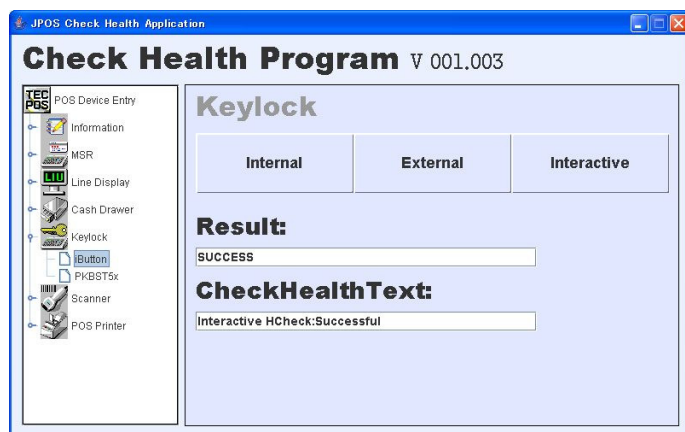 JPOS Check Health Application
Check Health Program V 001.003
TEC
POS
POS Device Entry
Information
MSR
LIU
Line Display
Cash Drawer
Keylock
iButton
PKBST5x
Scanner
POS Printer
Keylock
Internal External Interactive
Result:
SUCCESS
CheckHealthText:
Interactive HCheck:Successful